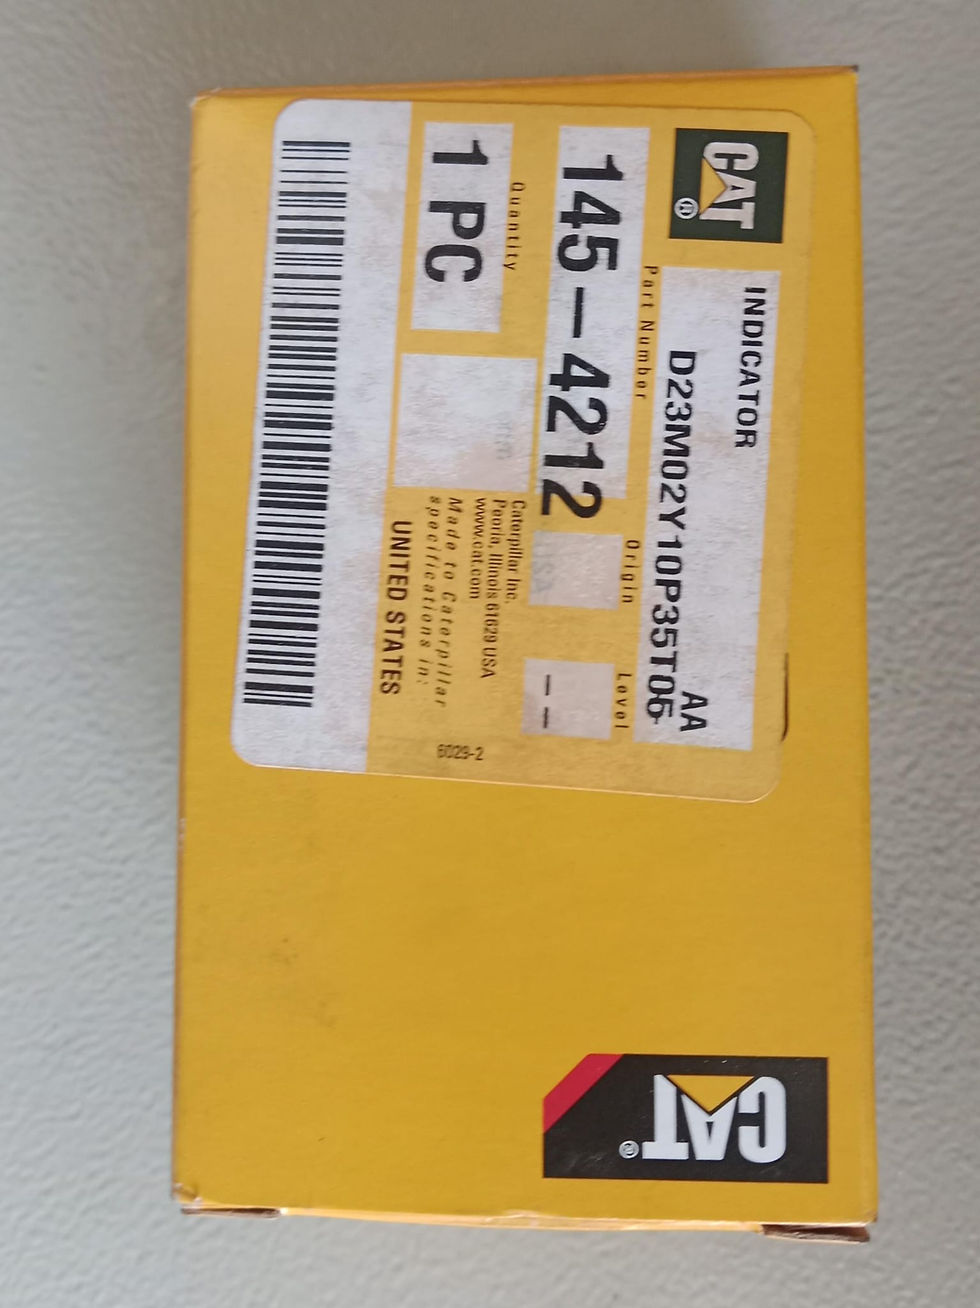 CAT
®
INDICATOR
AA
D23M02Y10P35T05
Part Number
Origin
Level
145-4212
--
Quantity
1 PC
Caterpillar Inc.
Peoria, Illinois 61629 USA
www.cat.com
Made to Caterpillar
specifications in:
UNITED STATES
6029-2
CAT®